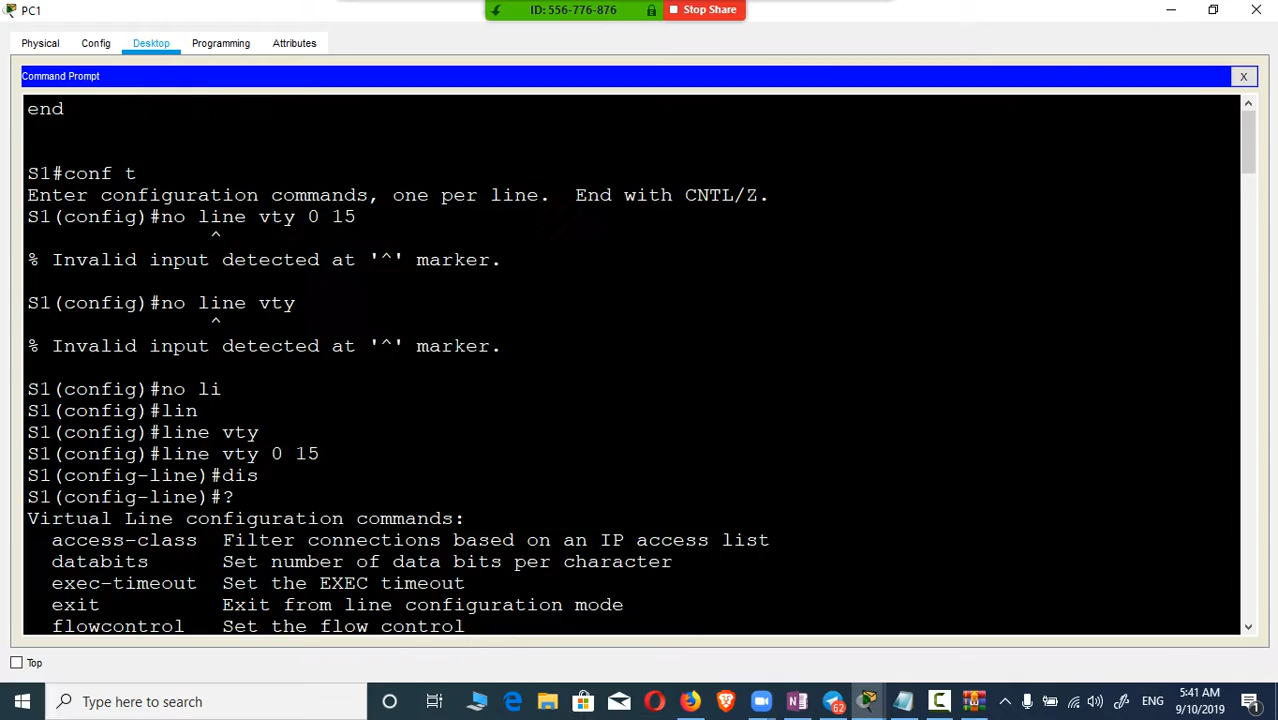 PC1
ID: 556-776-876
Stop Share
Physical
Config
Desktop
Programming
Attributes
Command Prompt
X
end
S1#conf t
Enter configuration commands, one per line.  End with CNTL/Z.
S1(config)#no line vty 0 15
^
% Invalid input detected at '^' marker.
S1(config)#no line vty
^
% Invalid input detected at '^' marker.
S1(config)#no li
S1(config)#lin
S1(config)#line vty
S1(config)#line vty 0 15
S1(config-line)#dis
S1(config-line)#?
Virtual Line configuration commands:
access-class  Filter connections based on an IP access list
databits      Set number of data bits per character
exec-timeout  Set the EXEC timeout
exit          Exit from line configuration mode
flowcontrol   Set the flow control
Top
Type here to search
62
ENG
5:41 AM
9/10/2019
1